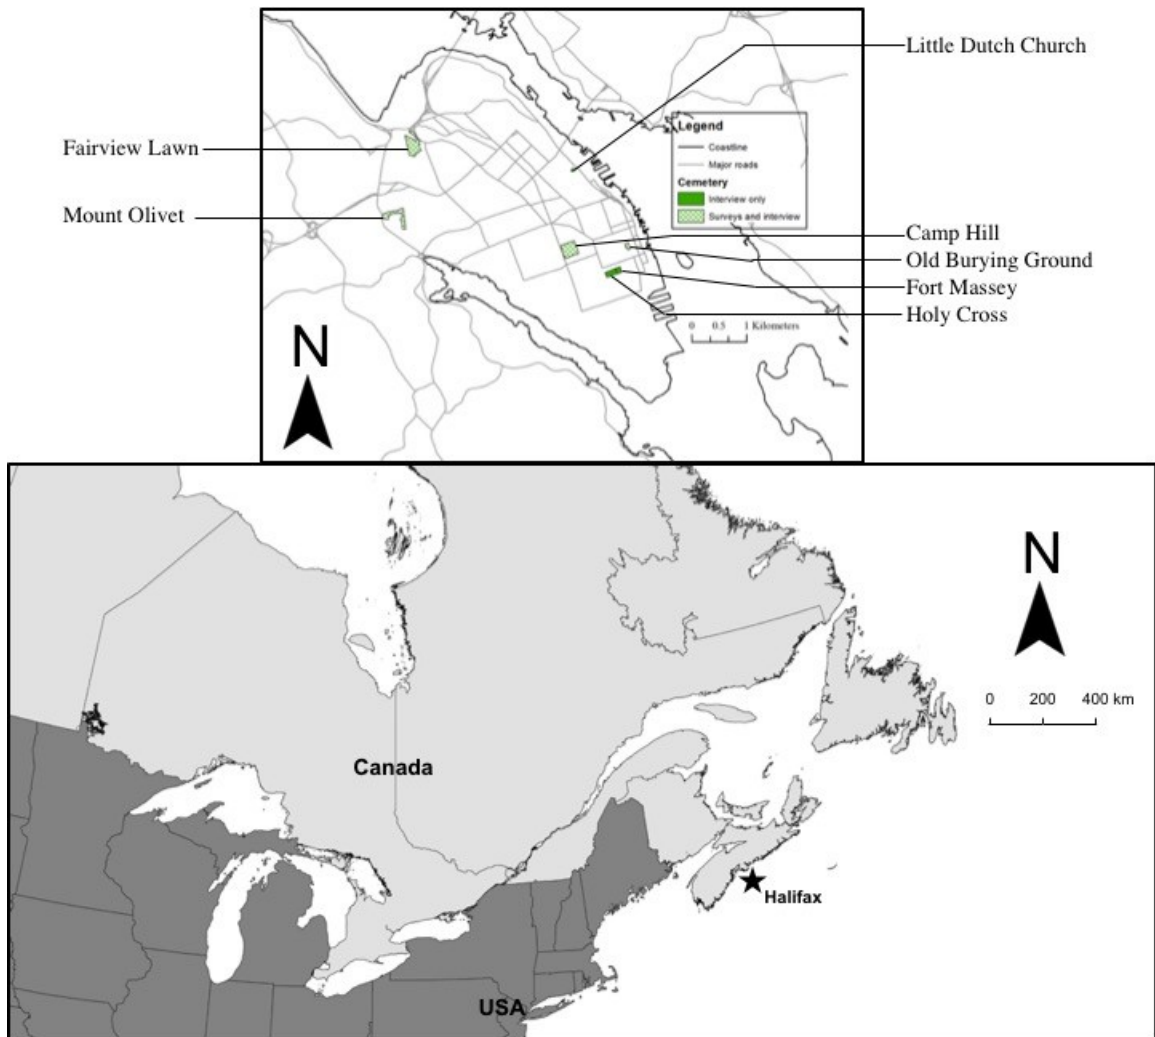 Little Dutch Church
Legend
Coastline
Major roads
Cemetery
Interview only
Surveys and interview
Fairview Lawn
Mount Olivet
Camp Hill
Old Burying Ground
Fort Massey
Holy Cross
0 0.5 1 Kilometers
N
N
0 200 400 km
Canada
Halifax
USA